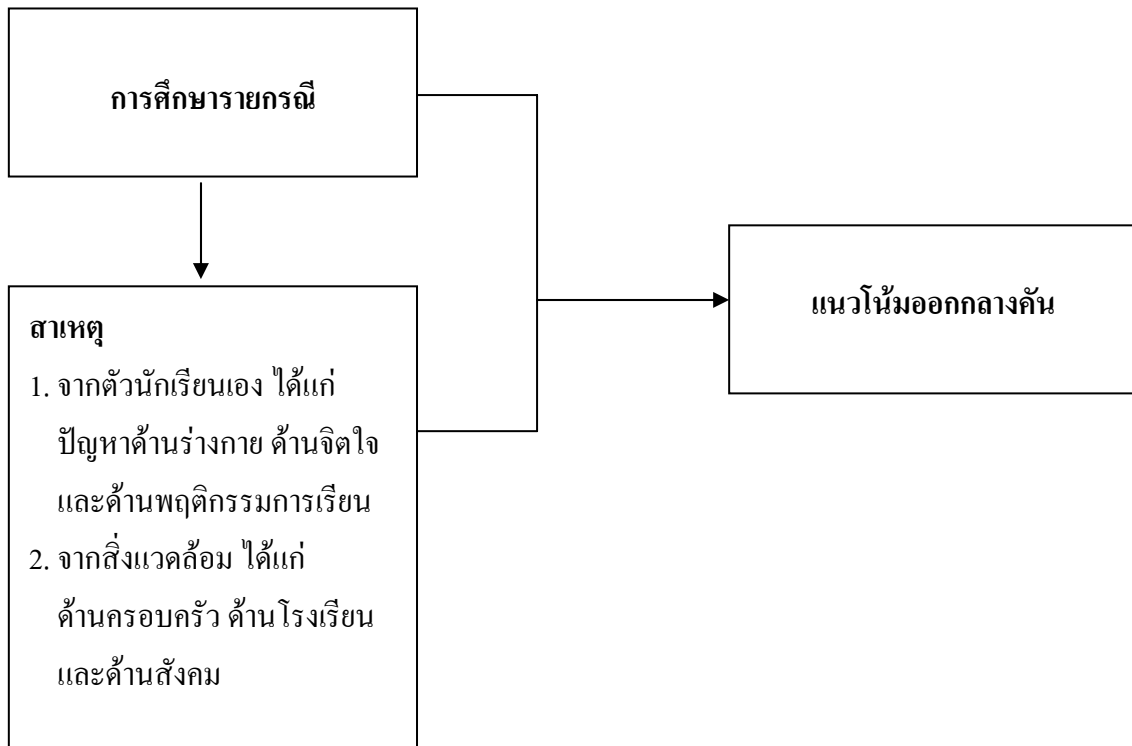 การศึกษารายกรณี
สาเหตุ
1. จากตัวนักเรียนเอง ได้แก่
ปัญหาด้านร่างกาย ด้านจิตใจ
และด้านพฤติกรรมการเรียน
2. จากสิ่งแวดล้อม ได้แก่
ด้านครอบครัว ด้านโรงเรียน
และด้านสังคม
แนวโน้มออกกลางคัน